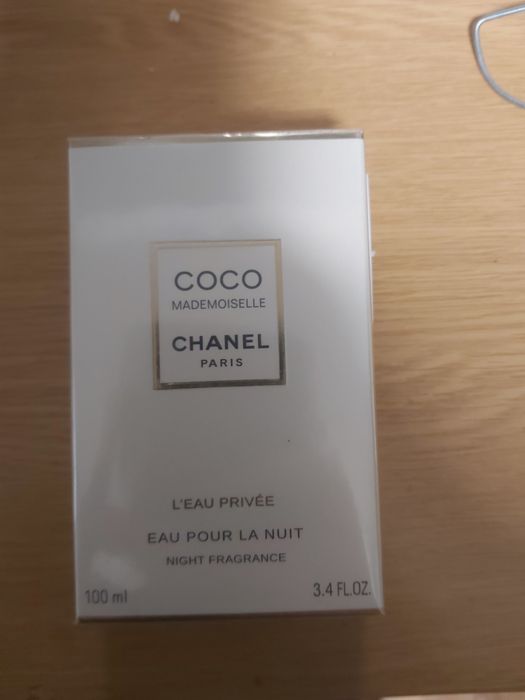 COCO
MADEMOISELLE
CHANEL
PARIS
L'EAU PRIVÉE
EAU POUR LA NUIT
NIGHT FRAGRANCE
100 ml 3.4 FL.OZ.